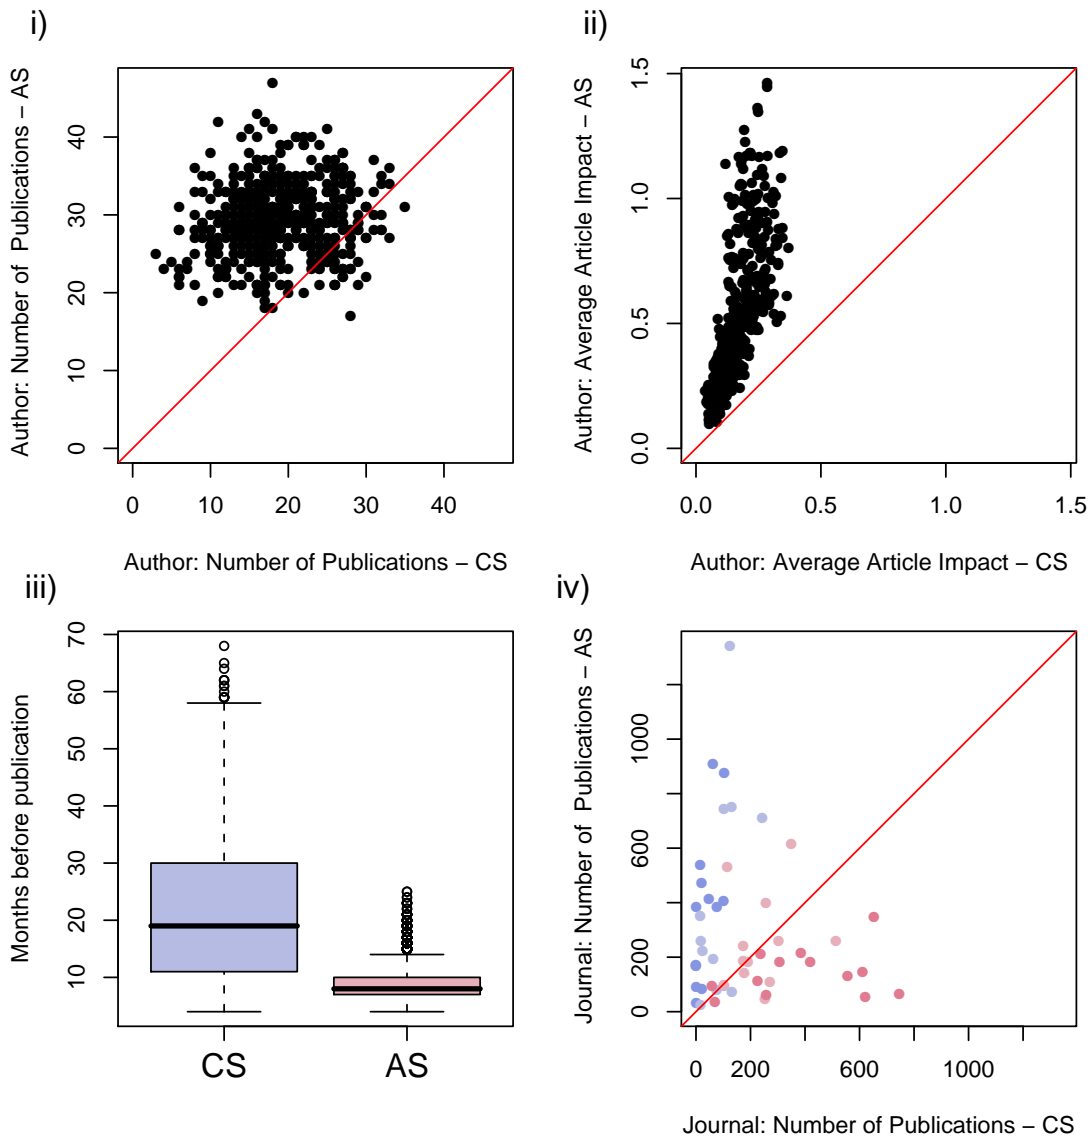 i)
Author: Number of Publications – AS
0
10
20
30
40
0 10 20 30 40
Author: Number of Publications – CS
ii)
Author: Average Article Impact – AS
0.0
0.5
1.0
1.5
0.0 0.5 1.0 1.5
Author: Average Article Impact – CS
iii)
Months before publication
10
20
30
40
50
60
70
CS AS
iv)
Journal: Number of Publications – AS
0
200
600
1000
0 200 600 1000
Journal: Number of Publications – CS